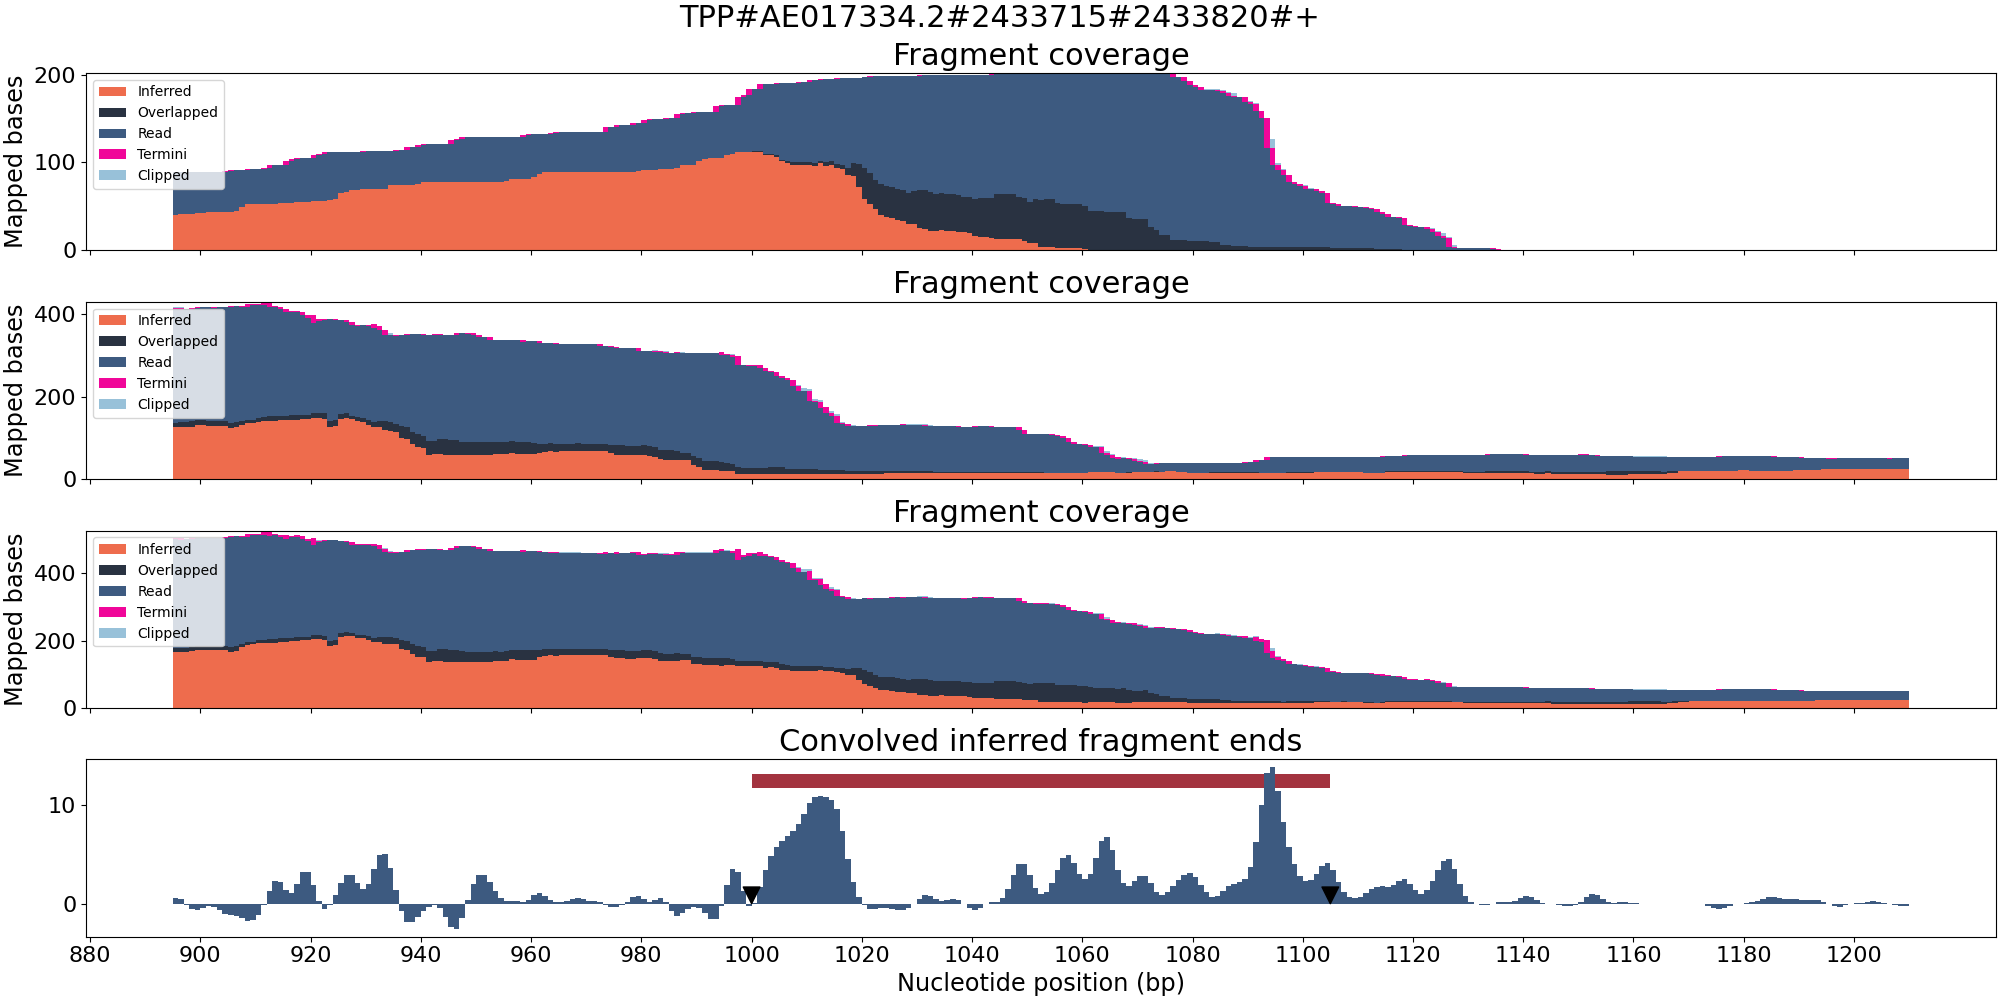 TPP#AE017334.2#2433715#2433820#+
Fragment coverage
Mapped bases
200
100
0
Inferred
Overlapped
Read
Termini
Clipped
Fragment coverage
Mapped bases
400
200
0
Inferred
Overlapped
Read
Termini
Clipped
Fragment coverage
Mapped bases
400
200
0
Inferred
Overlapped
Read
Termini
Clipped
Convolved inferred fragment ends
10
0
880 900 920 940 960 980 1000 1020 1040 1060 1080 1100 1120 1140 1160 1180 1200
Nucleotide position (bp)